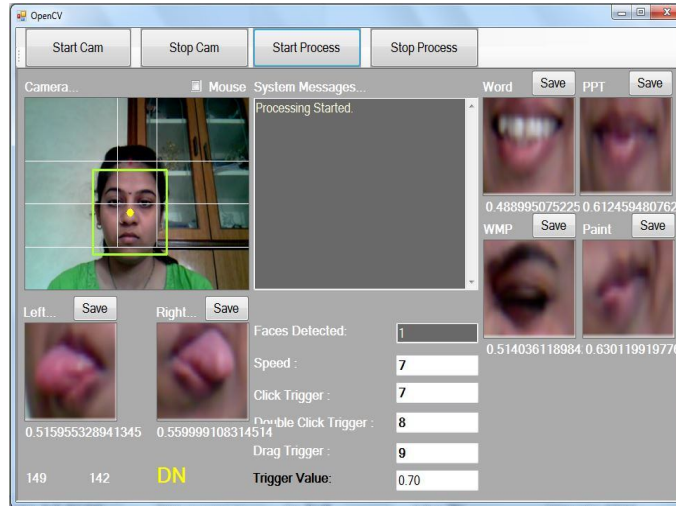 OpenCV
Start Cam Stop Cam Start Process Stop Process
Camera... Mouse System Messages... Word Save PPT Save
Processing Started.
0.488995075225 0.612459480762
WMP Save Paint Save
Left... Save Right... Save
Faces Detected: 1
0.514036118984 0.630119919776
Speed : 7
Click Trigger : 7
Double Click Trigger : 8
0.515955328941345 0.559999108314514
Drag Trigger : 9
149 142 DN Trigger Value: 0.70